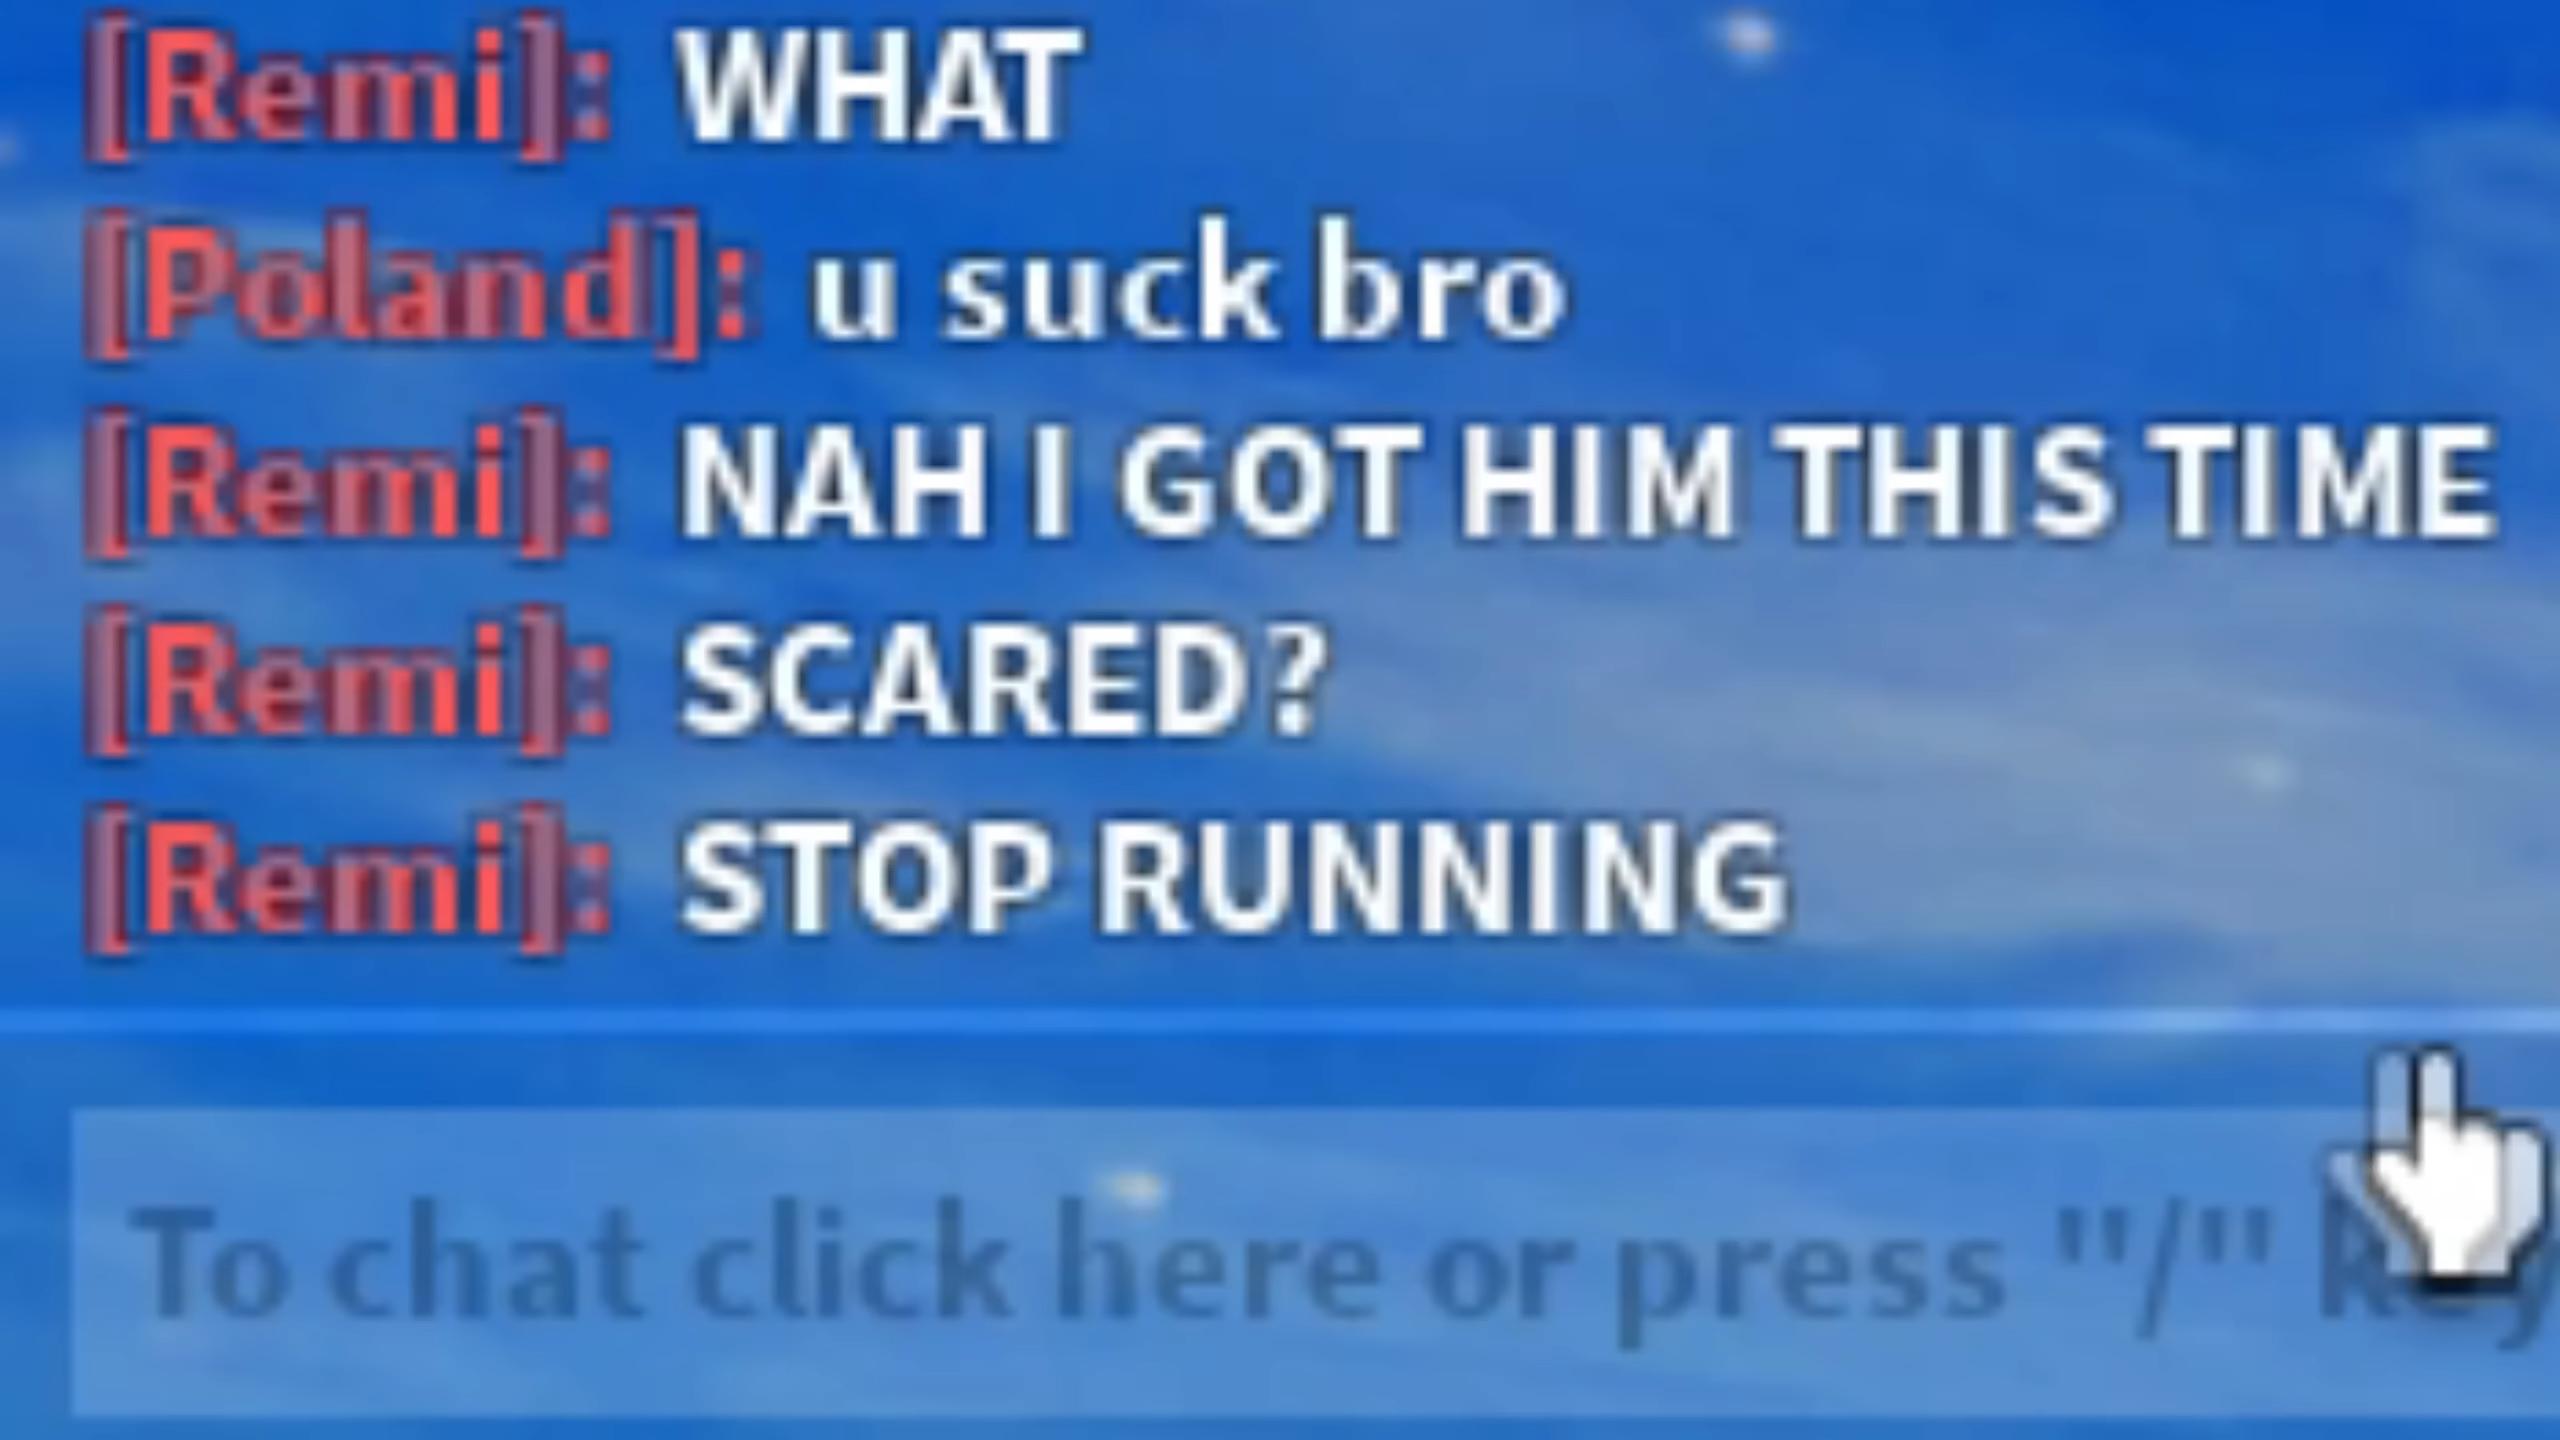 [Remi]: WHAT
[Poland]: u suck bro
[Remi]: NAH I GOT HIM THIS TIME
[Remi]: SCARED?
[Remi]: STOP RUNNING
To chat click here or press "/" key